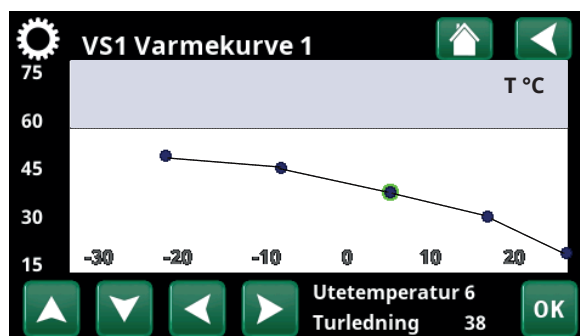 VS1 Varmekurve 1
75
T °C
60
45
30
15
-30 -20 -10 0 10 20
Utetemperatur 6
Turledning 38
OK